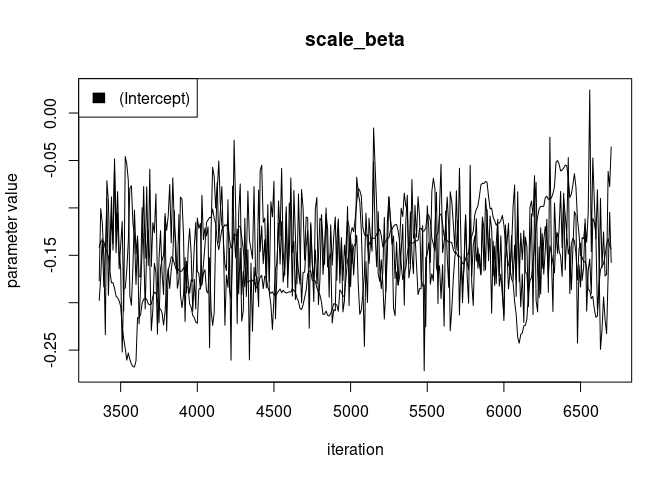 scale_beta
(Intercept)
0.00
-0.05
-0.15
-0.25
parameter value
3500 4000 4500 5000 5500 6000 6500
iteration